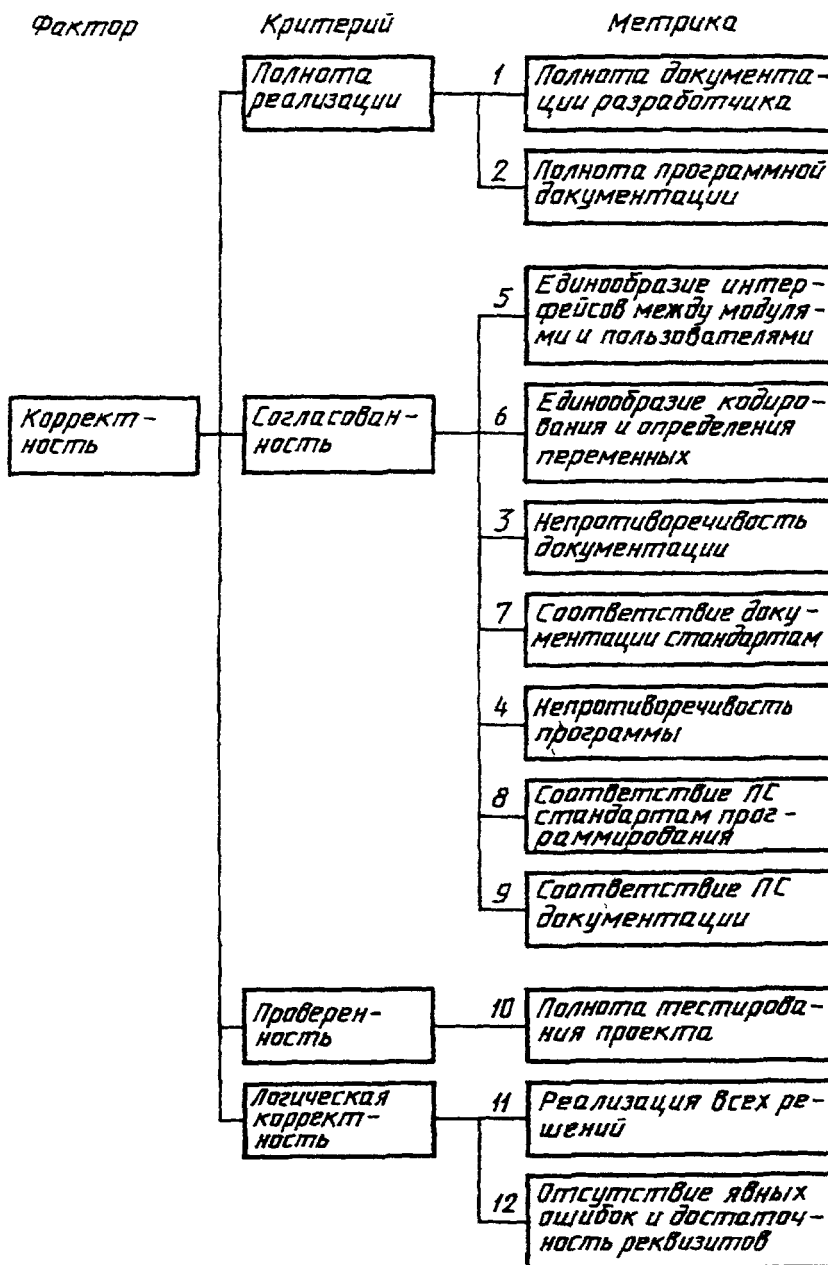 Фактор Критерий Метрика
Полнота
реализации
1
Полнота документа-
ции разработчика
2
Полнота программной
документации
5
Единообразие интер-
фейсов между модуля-
ми и пользователями
Коррект-
ность
Согласован-
ность
6
Единообразие кодиро-
вания и определения
переменных
3
Непротиворечивость
документации
7
Соответствие доку-
ментации стандартам
4
Непротиворечивость
программы
8
Соответствие ПС
стандартам прог-
раммирования
9
Соответствие ПС
документации
Проверен-
ность
10
Полнота тестирова-
ния проекта
Логическая
коррект-
ность
11
Реализация всех ре-
шений
12
Отсутствие явных
ошибок и достаточ-
ность реквизитов